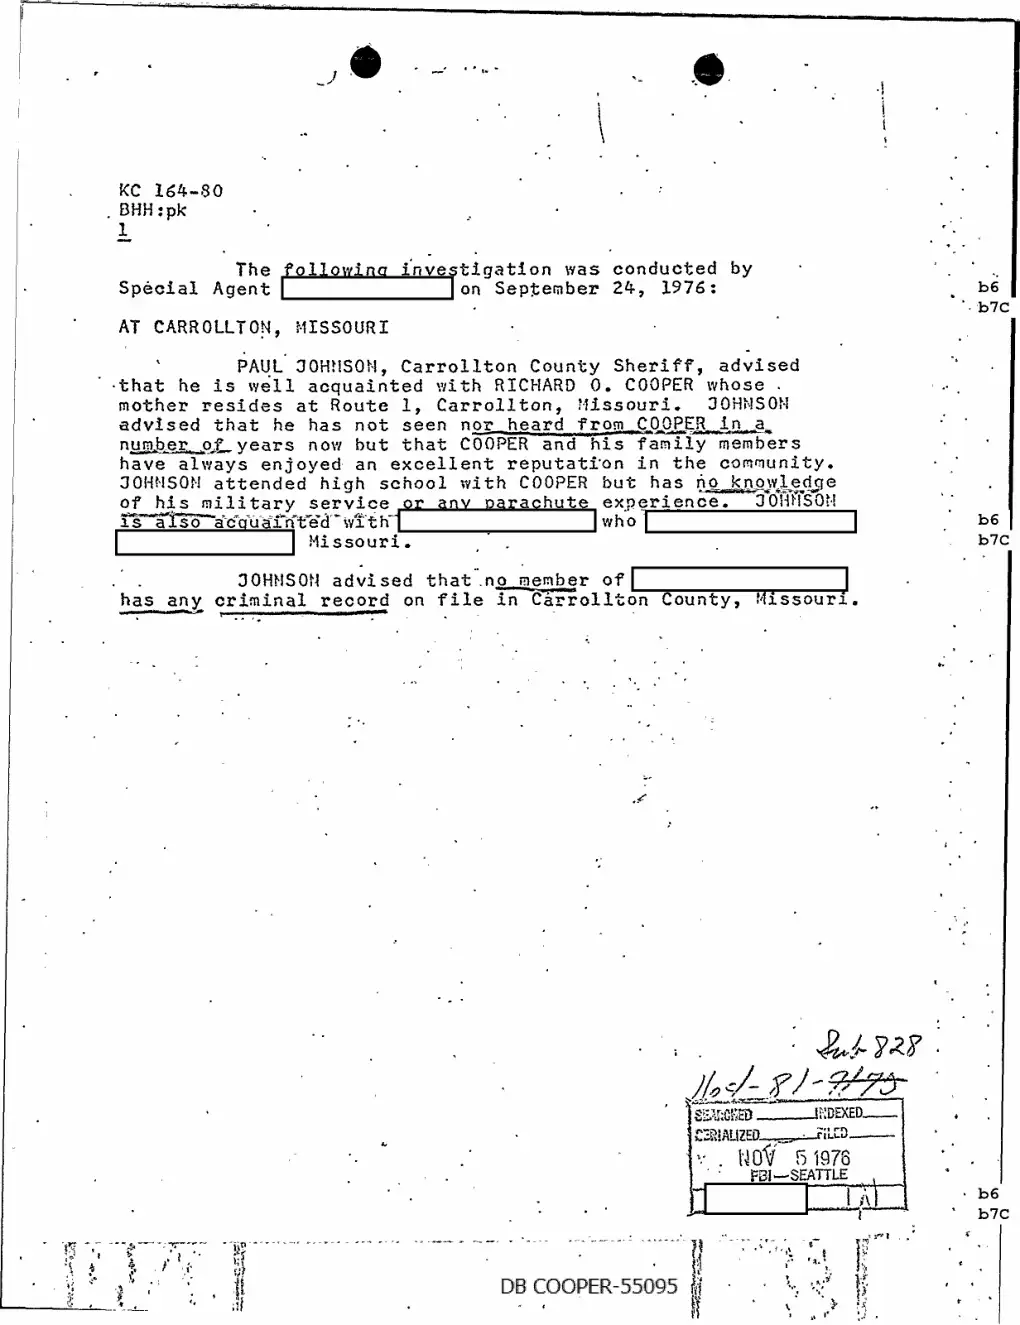 KC 164-80
BHH:pk
1
The following investigation was conducted by
Special Agent on September 24, 1976:
b6
b7C
AT CARROLLTON, MISSOURI
PAUL JOHNSON, Carrollton County Sheriff, advised
that he is well acquainted with RICHARD O. COOPER whose
mother resides at Route 1, Carrollton, Missouri. JOHNSON
advised that he has not seen nor heard from COOPER in a
number of years now but that COOPER and his family members
have always enjoyed an excellent reputation in the community.
JOHNSON attended high school with COOPER but has no knowledge
of his military service or any parachute experience. JOHNSON
is also acquainted with who
b6
Missouri.
b7C
JOHNSON advised that no member of
has any criminal record on file in Carrollton County, Missouri.
Sub 828
164-81-
SEARCHED INDEXED
SERIALIZED FILED
NOV 5 1976
FBI-SEATTLE
b6
b7C
DB COOPER-55095